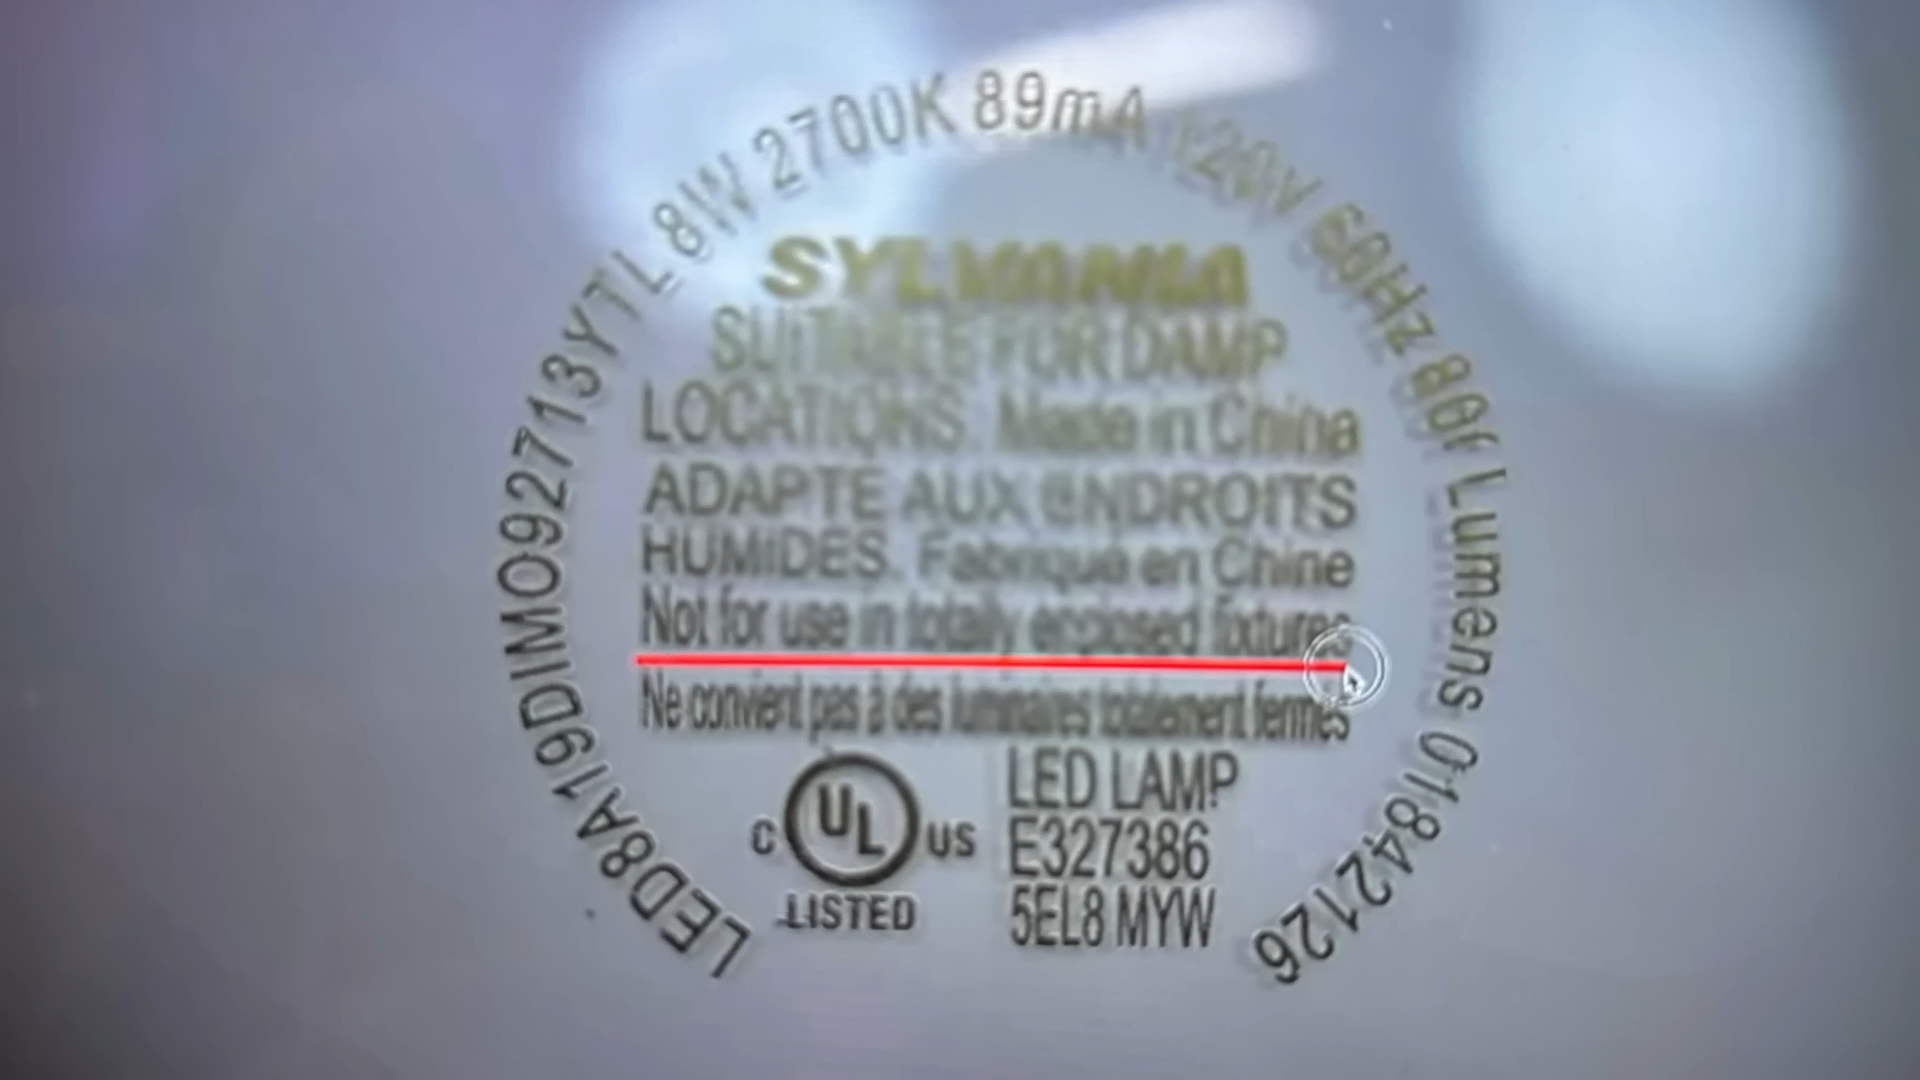 LED8A19DIMO92713YTL 8W 2700K 89mA 120V 60Hz 80 Lumens 01842126
SYLVANIA
SUITABLE FOR DAMP
LOCATIONS. Made in China
ADAPTE AUX ENDROITS
HUMIDES. Fabrique en Chine
Not for use in totally enclosed fixtures
Ne convient pas à des luminaires totalement fermés
C UL US
LISTED
LED LAMP
E327386
5EL8 MYW